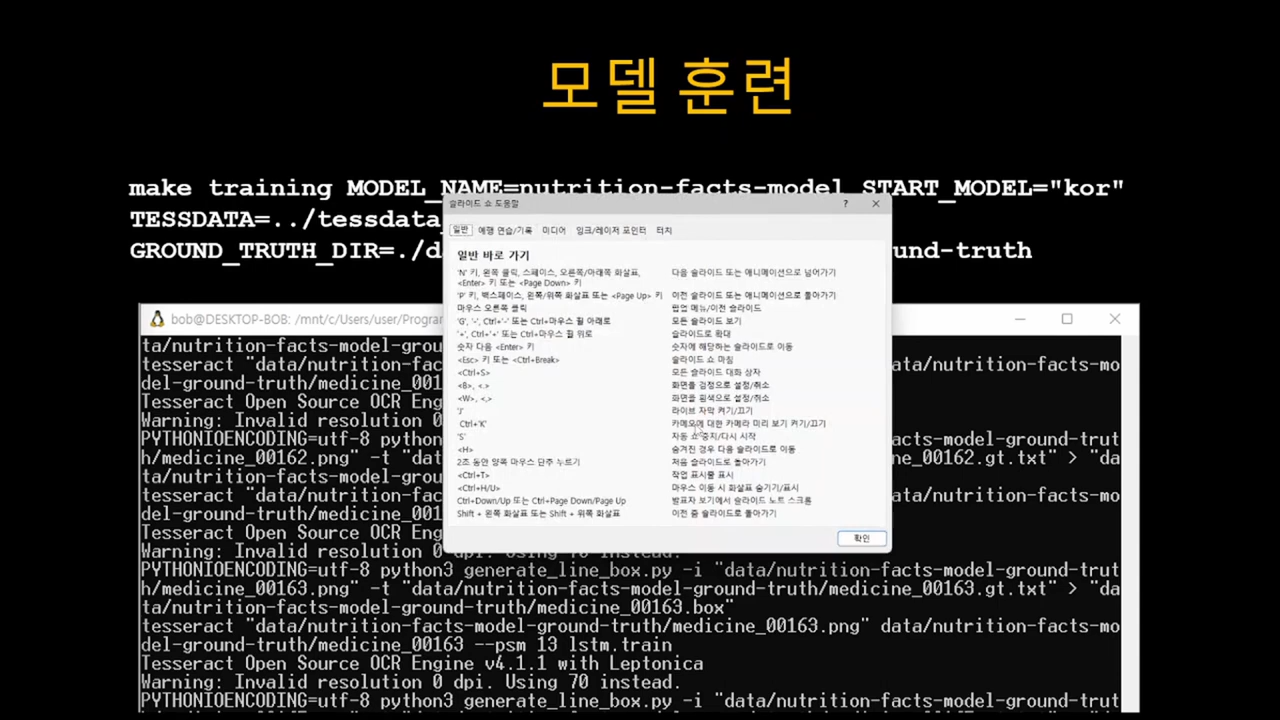 모델 훈련
make training MODEL_NAME=nutrition-facts-model START_MODEL="kor"
TESSDATA=../tessdata
GROUND_TRUTH_DIR=./d
und-truth
슬라이드 쇼 도움말
일반 예행 연습/기록 미디어 잉크/레이저 포인터 터치
일반 바로 가기
'N' 키, 왼쪽 클릭, 스페이스, 오른쪽/아래쪽 화살표, <Enter> 키 또는 <Page Down> 키 다음 슬라이드 또는 애니메이션으로 넘어가기
'P' 키, 백스페이스, 왼쪽/위쪽 화살표 또는 <Page Up> 키 이전 슬라이드 또는 애니메이션으로 돌아가기
마우스 오른쪽 클릭 팝업 메뉴/이전 슬라이드
'G', '-', Ctrl+'-' 또는 Ctrl+마우스 휠 아래로 모든 슬라이드 보기
'+', Ctrl+'+' 또는 Ctrl+마우스 휠 위로 슬라이드로 확대
숫자 다음 <Enter> 키 숫자에 해당하는 슬라이드로 이동
<Esc> 키 또는 <Ctrl+Break> 슬라이드 쇼 마침
<Ctrl+S> 모든 슬라이드 대화 상자
<B>, <.> 화면을 검정으로 설정/취소
<W>, <,> 화면을 흰색으로 설정/취소
'J' 라이브 자막 켜기/끄기
Ctrl+'K' 카메오에 대한 카메라 미리 보기 켜기/끄기
'S' 자동 쇼 중지/다시 시작
<H> 숨겨진 경우 다음 슬라이드로 이동
2초 동안 양쪽 마우스 단추 누르기 처음 슬라이드로 돌아가기
<Ctrl+T> 작업 표시줄 표시
<Ctrl+H/U> 마우스 이동 시 화살표 숨기기/표시
Ctrl+Down/Up 또는 Ctrl+Page Down/Page Up 발표자 보기에서 슬라이드 노트 스크롤
Shift + 왼쪽 화살표 또는 Shift + 위쪽 화살표 이전 줌 슬라이드로 돌아가기
확인
bob@DESKTOP-BOB: /mnt/c/Users/user/Progra
ta/nutrition-facts-model-grou
tesseract "data/nutrition-fac ta/nutrition-facts-mo
del-ground-truth/medicine_001
Tesseract Open Source OCR Eng
Warning: Invalid resolution 0
PYTHONIOENCODING=utf-8 python acts-model-ground-trut
h/medicine_00162.png" -t "dat 00162.gt.txt" > "da
ta/nutrition-facts-model-grou
tesseract "data/nutrition-fac ta/nutrition-facts-mo
del-ground-truth/medicine_001
Tesseract Open Source OCR Eng
Warning: Invalid resolution 0 dpi. Using 70 instead.
PYTHONIOENCODING=utf-8 python3 generate_line_box.py -i "data/nutrition-facts-model-ground-trut
h/medicine_00163.png" -t "data/nutrition-facts-model-ground-truth/medicine_00163.gt.txt" > "da
ta/nutrition-facts-model-ground-truth/medicine_00163.box"
tesseract "data/nutrition-facts-model-ground-truth/medicine_00163.png" data/nutrition-facts-mo
del-ground-truth/medicine_00163 --psm 13 lstm.train
Tesseract Open Source OCR Engine v4.1.1 with Leptonica
Warning: Invalid resolution 0 dpi. Using 70 instead.
PYTHONIOENCODING=utf-8 python3 generate_line_box.py -i "data/nutrition-facts-model-ground-trut